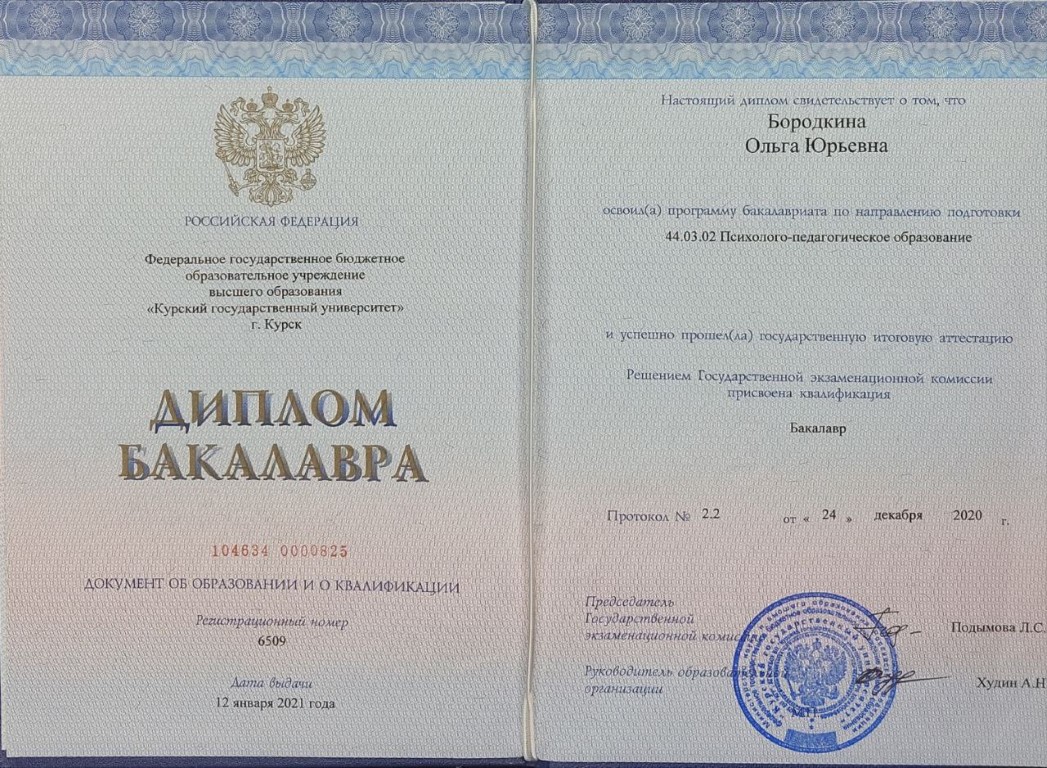 РОССИЙСКАЯ ФЕДЕРАЦИЯ
Федеральное государственное бюджетное
образовательное учреждение
высшего образования
«Курский государственный университет»
г. Курск
ДИПЛОМ
БАКАЛАВРА
104634 0000825
ДОКУМЕНТ ОБ ОБРАЗОВАНИИ И О КВАЛИФИКАЦИИ
Регистрационный номер
6509
Дата выдачи
12 января 2021 года
Настоящий диплом свидетельствует о том, что
Бородкина
Ольга Юрьевна
освоил(а) программу бакалавриата по направлению подготовки
44.03.02 Психолого-педагогическое образование
и успешно прошел(ла) государственную итоговую аттестацию
Решением Государственной экзаменационной комиссии
присвоена квалификация
Бакалавр
Протокол № 2.2 от « 24 » декабря 2020 г.
Председатель
Государственной
экзаменационной комиссии
Подымова Л.С.
Руководитель образовательной
организации
Худин А.Н